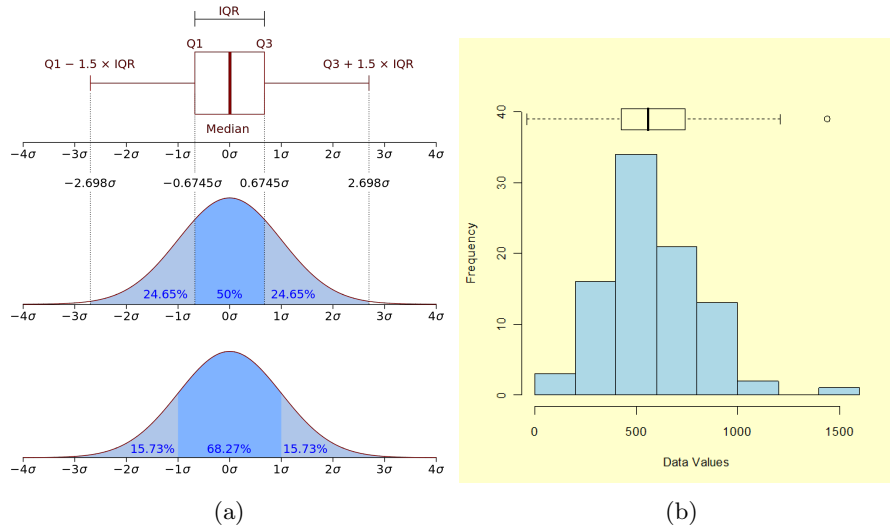 IQR
Q1 Q3
Q1 − 1.5 × IQR Q3 + 1.5 × IQR
Median
−4σ −3σ −2σ −1σ 0σ 1σ 2σ 3σ 4σ
−2.698σ −0.6745σ 0.6745σ 2.698σ
24.65% 50% 24.65%
−4σ −3σ −2σ −1σ 0σ 1σ 2σ 3σ 4σ
15.73% 68.27% 15.73%
−4σ −3σ −2σ −1σ 0σ 1σ 2σ 3σ 4σ
(a)
40
30
20
10
0
Frequency
0 500 1000 1500
Data Values
(b)